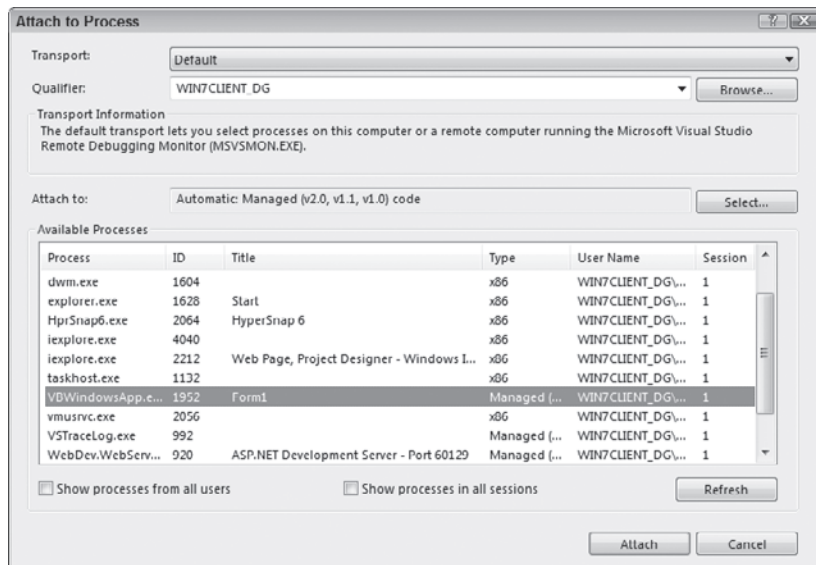 Attach to Process
Transport: Default
Qualifier: WIN7CLIENT_DG Browse...
Transport Information
The default transport lets you select processes on this computer or a remote computer running the Microsoft Visual Studio
Remote Debugging Monitor (MSVSMON.EXE).
Attach to: Automatic: Managed (v2.0, v1.1, v1.0) code Select...
Available Processes
Process ID Title Type User Name Session
dwm.exe 1604 x86 WIN7CLIENT_DG\... 1
explorer.exe 1628 Start x86 WIN7CLIENT_DG\... 1
HprSnap6.exe 2064 HyperSnap 6 x86 WIN7CLIENT_DG\... 1
iexplore.exe 4040 x86 WIN7CLIENT_DG\... 1
iexplore.exe 2212 Web Page, Project Designer - Windows I... x86 WIN7CLIENT_DG\... 1
taskhost.exe 1132 x86 WIN7CLIENT_DG\... 1
VBWindowsApp.e... 1952 Form1 Managed (... WIN7CLIENT_DG\... 1
vmusrvc.exe 2056 x86 WIN7CLIENT_DG\... 1
VSTraceLog.exe 992 Managed (... WIN7CLIENT_DG\... 1
WebDev.WebServ... 920 ASP.NET Development Server - Port 60129 Managed (... WIN7CLIENT_DG\... 1
Show processes from all users Show processes in all sessions Refresh
Attach Cancel